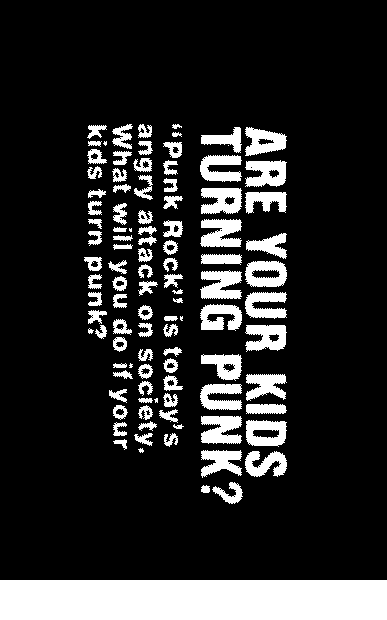 ARE YOUR KIDS
TURNING PUNK?
“Punk Rock” is today’s
angry attack on society.
What will you do if your
kids turn punk?